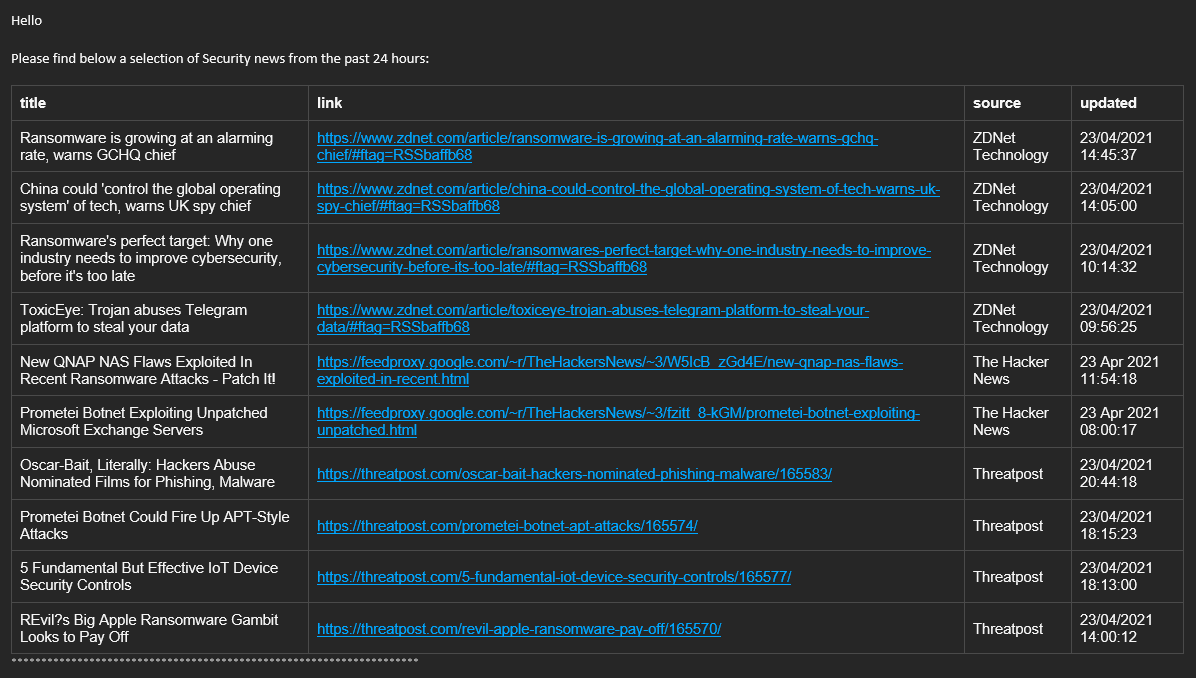 Hello
Please find below a selection of Security news from the past 24 hours:
title link source updated
Ransomware is growing at an alarming
rate, warns GCHQ chief
https://www.zdnet.com/article/ransomware-is-growing-at-an-alarming-rate-warns-gchq-
chief/#ftag=RSSbaffb68
ZDNet
Technology
23/04/2021
14:45:37
China could 'control the global operating
system' of tech, warns UK spy chief
https://www.zdnet.com/article/china-could-control-the-global-operating-system-of-tech-warns-uk-
spy-chief/#ftag=RSSbaffb68
ZDNet
Technology
23/04/2021
14:05:00
Ransomware's perfect target: Why one
industry needs to improve cybersecurity,
before it's too late
https://www.zdnet.com/article/ransomwares-perfect-target-why-one-industry-needs-to-improve-
cybersecurity-before-its-too-late/#ftag=RSSbaffb68
ZDNet
Technology
23/04/2021
10:14:32
ToxicEye: Trojan abuses Telegram
platform to steal your data
https://www.zdnet.com/article/toxiceye-trojan-abuses-telegram-platform-to-steal-your-
data/#ftag=RSSbaffb68
ZDNet
Technology
23/04/2021
09:56:25
New QNAP NAS Flaws Exploited In
Recent Ransomware Attacks - Patch It!
https://feedproxy.google.com/~r/TheHackersNews/~3/W5IcB_zGd4E/new-qnap-nas-flaws-
exploited-in-recent.html
The Hacker
News
23 Apr 2021
11:54:18
Prometei Botnet Exploiting Unpatched
Microsoft Exchange Servers
https://feedproxy.google.com/~r/TheHackersNews/~3/fzitt_8-kGM/prometei-botnet-exploiting-
unpatched.html
The Hacker
News
23 Apr 2021
08:00:17
Oscar-Bait, Literally: Hackers Abuse
Nominated Films for Phishing, Malware
https://threatpost.com/oscar-bait-hackers-nominated-phishing-malware/165583/
Threatpost
23/04/2021
20:44:18
Prometei Botnet Could Fire Up APT-Style
Attacks
https://threatpost.com/prometei-botnet-apt-attacks/165574/
Threatpost
23/04/2021
18:15:23
5 Fundamental But Effective IoT Device
Security Controls
https://threatpost.com/5-fundamental-iot-device-security-controls/165577/
Threatpost
23/04/2021
18:13:00
REvil?s Big Apple Ransomware Gambit
Looks to Pay Off
https://threatpost.com/revil-apple-ransomware-pay-off/165570/
Threatpost
23/04/2021
14:00:12